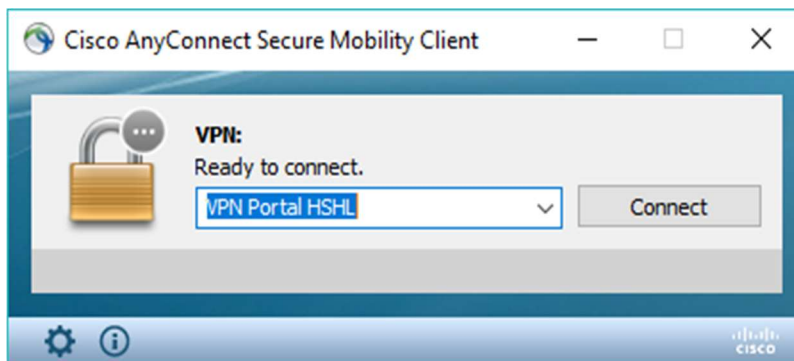 Cisco AnyConnect Secure Mobility Client
VPN:
Ready to connect.
VPN Portal HSHL
Connect
CISCO